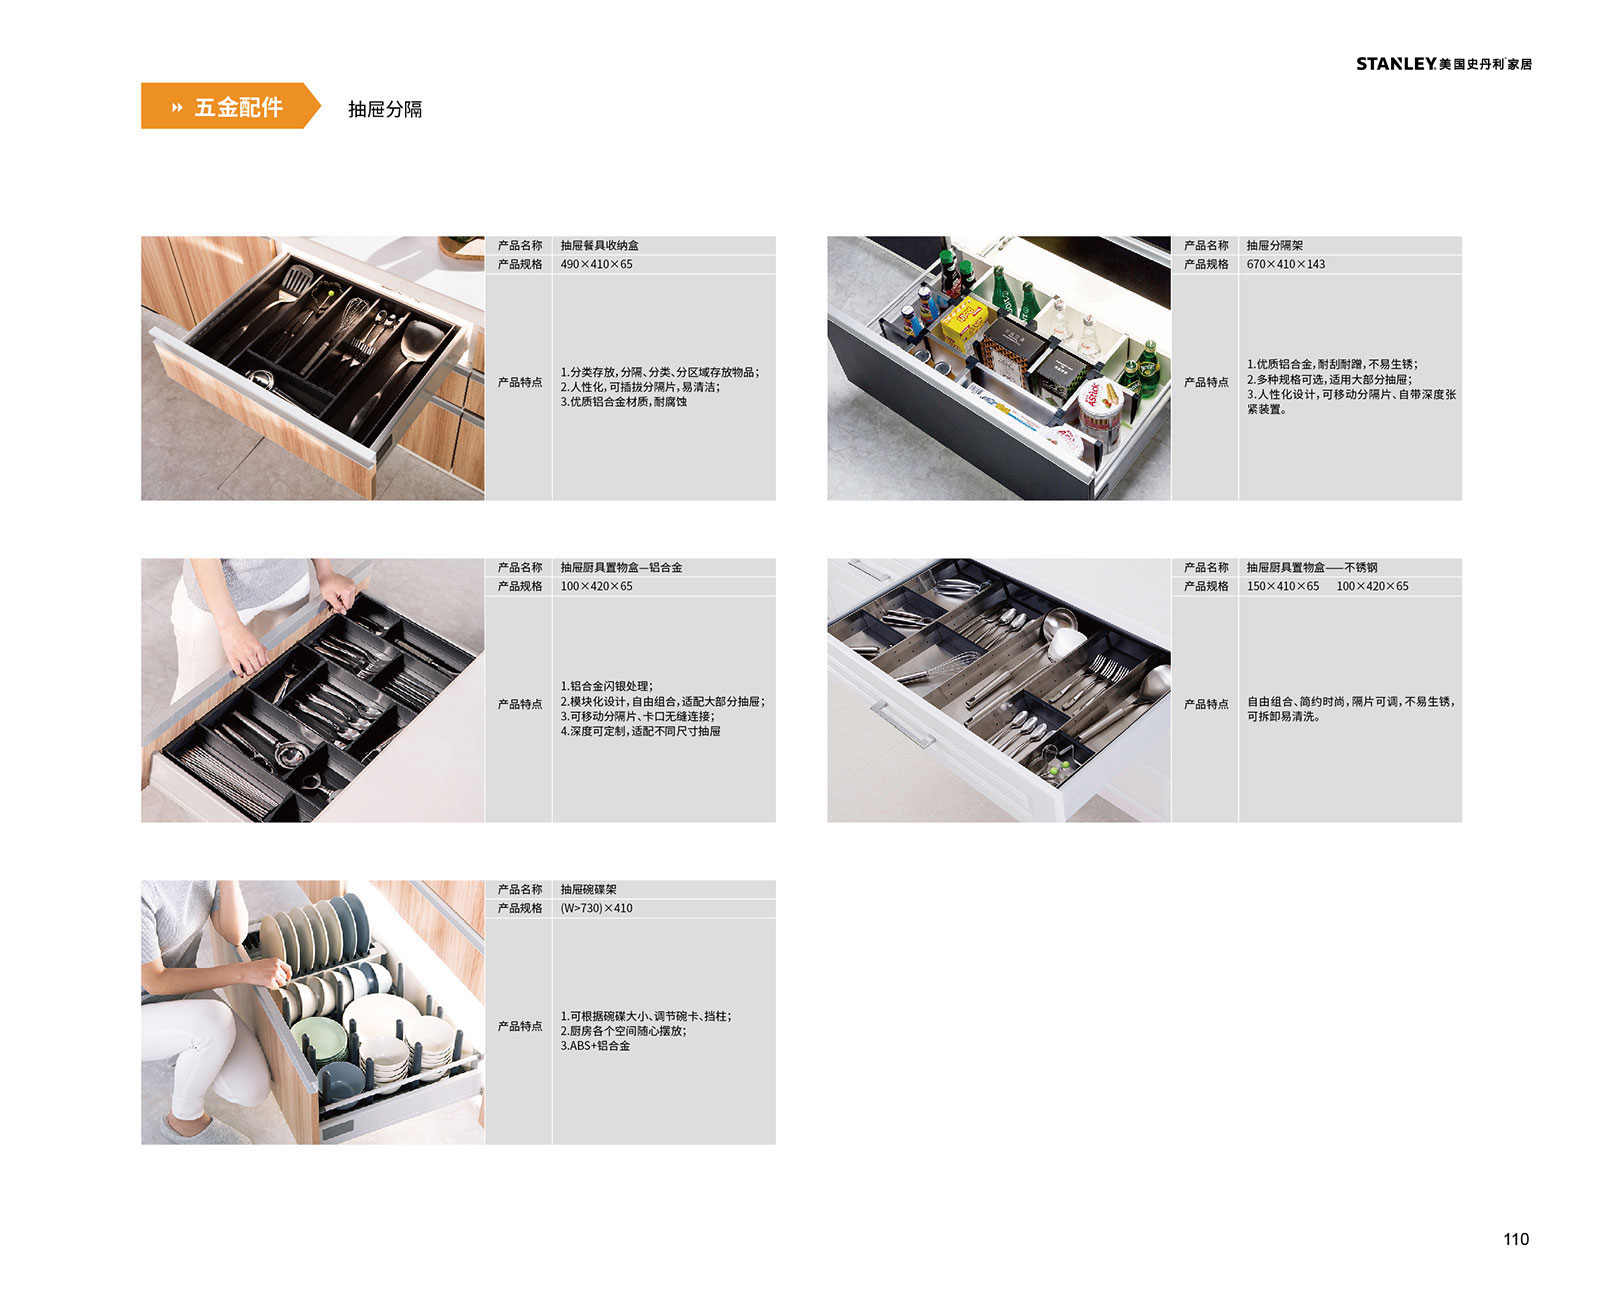 STANLEY.美国史丹利家居
五金配件
抽屉分隔
产品名称 抽屉餐具收纳盒
产品规格 490×410×65
产品特点
1.分类存放,分隔、分类、分区域存放物品；
2.人性化,可插拔分隔片,易清洁；
3.优质铝合金材质,耐腐蚀
产品名称 抽屉分隔架
产品规格 670×410×143
产品特点
1.优质铝合金,耐刮耐蹭,不易生锈；
2.多种规格可选,适用大部分抽屉；
3.人性化设计,可移动分隔片、自带深度张
紧装置。
产品名称 抽屉厨具置物盒—铝合金
产品规格 100×420×65
产品特点
1.铝合金闪银处理；
2.模块化设计,自由组合,适配大部分抽屉；
3.可移动分隔片、卡口无缝连接；
4.深度可定制,适配不同尺寸抽屉
产品名称 抽屉厨具置物盒——不锈钢
产品规格 150×410×65 100×420×65
产品特点
自由组合、简约时尚,隔片可调,不易生锈,
可拆卸易清洗。
产品名称 抽屉碗碟架
产品规格 (W>730)×410
产品特点
1.可根据碗碟大小、调节碗卡、挡柱；
2.厨房各个空间随心摆放；
3.ABS+铝合金
110